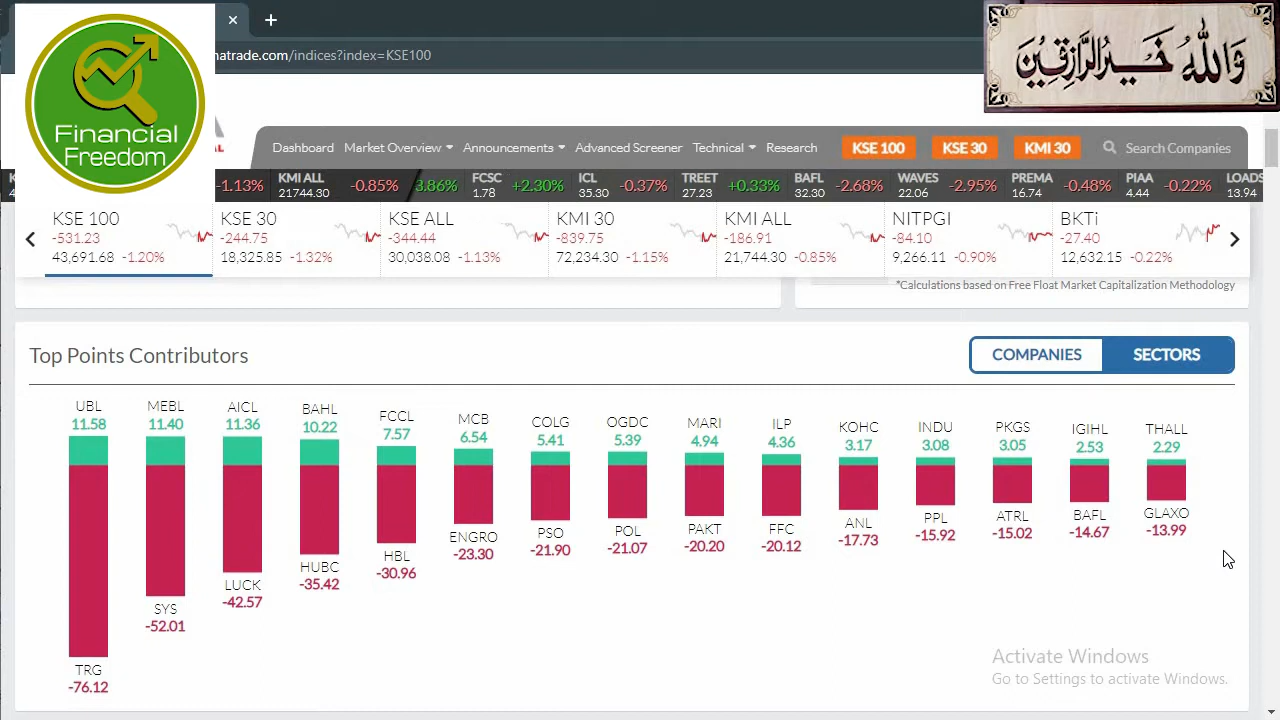 Financial
Freedom
matrade.com/indices?index=KSE100
وَاللّٰهُ خَيْرُ الرَّازِقِيْنَ
Dashboard Market Overview Announcements Advanced Screener Technical Research KSE 100 KSE 30 KMI 30 Search Companies
-1.13% KMI ALL 21744.30 -0.85% 3.86% FCSC 1.78 +2.30% ICL 35.30 -0.37% TREET 27.23 +0.33% BAFL 32.30 -2.68% WAVES 22.06 -2.95% PREMA 16.74 -0.48% PIAA 4.44 -0.22% LOADS 13.94
KSE 100 KSE 30 KSE ALL KMI 30 KMI ALL NITPGI BKTi
-531.23 -244.75 -344.44 -839.75 -186.91 -84.10 -27.40
43,691.68 -1.20% 18,325.85 -1.32% 30,038.08 -1.13% 72,234.30 -1.15% 21,744.30 -0.85% 9,266.11 -0.90% 12,632.15 -0.22%
*Calculations based on Free Float Market Capitalization Methodology
Top Points Contributors
COMPANIES SECTORS
UBL MEBL AICL BAHL FCCL MCB COLG OGDC MARI ILP KOHC INDU PKGS IGIHL THALL
11.58 11.40 11.36 10.22 7.57 6.54 5.41 5.39 4.94 4.36 3.17 3.08 3.05 2.53 2.29
TRG SYS LUCK HUBC HBL ENGRO PSO POL PAKT FFC ANL PPL ATRL BAFL GLAXO
-76.12 -52.01 -42.57 -35.42 -30.96 -23.30 -21.90 -21.07 -20.20 -20.12 -17.73 -15.92 -15.02 -14.67 -13.99
Activate Windows
Go to Settings to activate Windows.